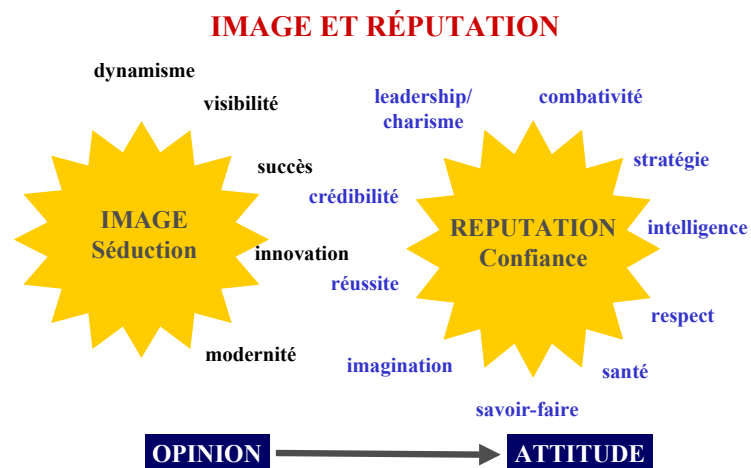 IMAGE ET RÉPUTATION
dynamisme
visibilité
succès
innovation
modernité
IMAGE
Séduction
leadership/
charisme
combativité
stratégie
crédibilité
intelligence
réussite
respect
imagination
santé
savoir-faire
REPUTATION
Confiance
OPINION
ATTITUDE